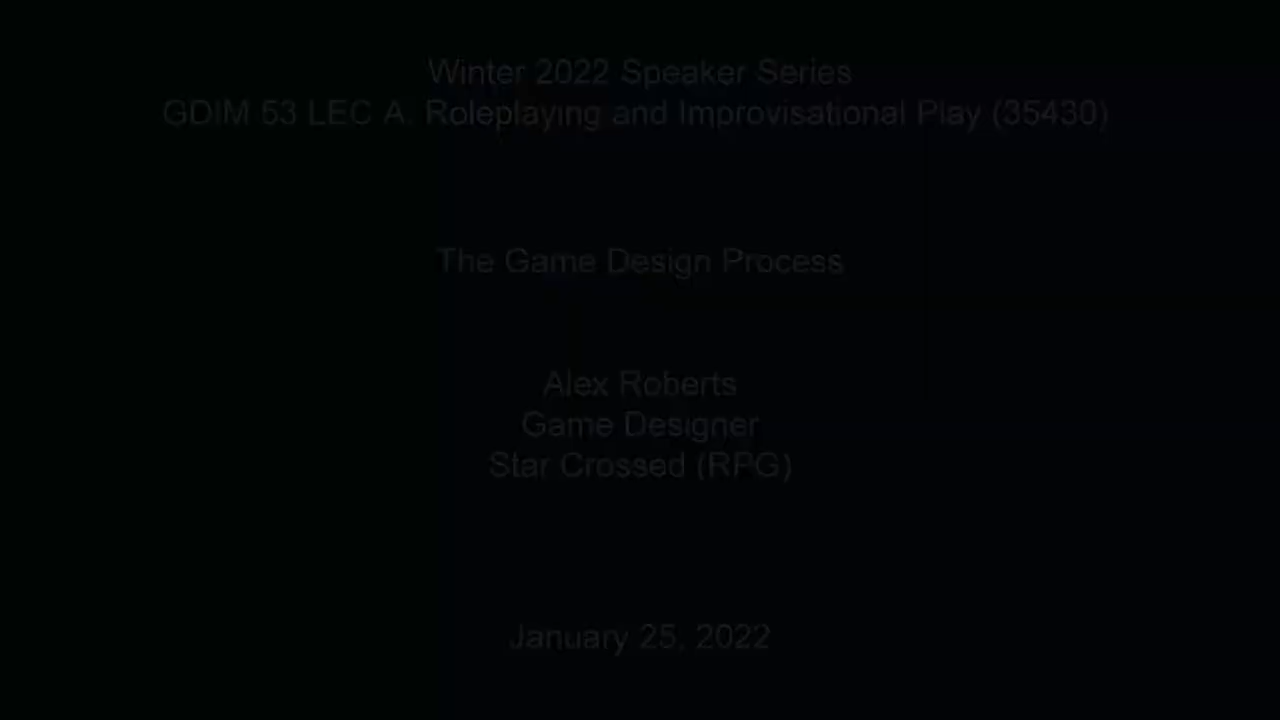 Winter 2022 Speaker Series
GDIM 53 LEC A: Roleplaying and Improvisational Play (35430)
The Game Design Process
Alex Roberts
Game Designer
Star Crossed (RPG)
January 25, 2022